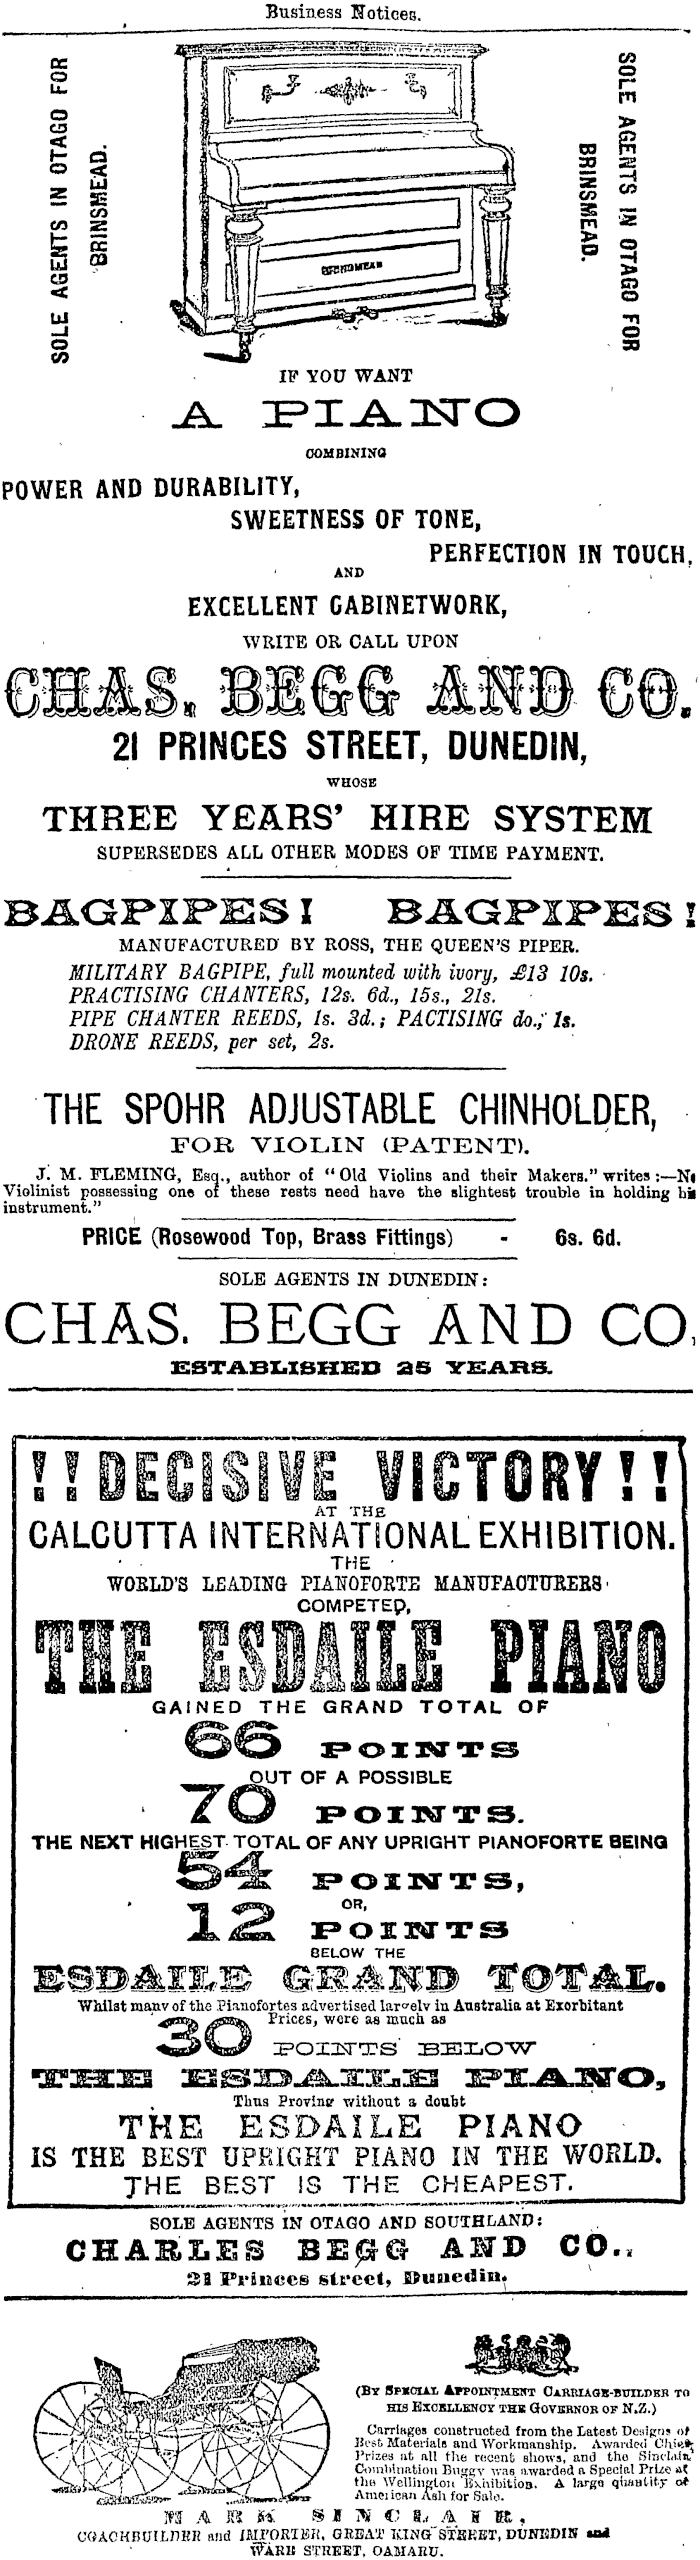 Business Notices.
SOLE AGENTS IN OTAGO FOR
BRINSMEAD.
BRINSMEAD
BRINSMEAD.
SOLE AGENTS IN OTAGO FOR
IF YOU WANT
A PIANO
COMBINING
POWER AND DURABILITY,
SWEETNESS OF TONE,
PERFECTION IN TOUCH,
AND
EXCELLENT CABINETWORK,
WRITE OR CALL UPON
CHAS. BEGG AND CO.
21 PRINCES STREET, DUNEDIN,
WHOSE
THREE YEARS' HIRE SYSTEM
SUPERSEDES ALL OTHER MODES OF TIME PAYMENT.
BAGPIPES! BAGPIPES!
MANUFACTURED BY ROSS, THE QUEEN'S PIPER.
MILITARY BAGPIPE, full mounted with ivory, £13 10s.
PRACTISING CHANTERS, 12s. 6d., 15s., 21s.
PIPE CHANTER REEDS, 1s. 3d.; PACTISING do., 1s.
DRONE REEDS, per set, 2s.
THE SPOHR ADJUSTABLE CHINHOLDER,
FOR VIOLIN (PATENT).
J. M. FLEMING, Esq., author of "Old Violins and their Makers." writes:—No
Violinist possessing one of these rests need have the slightest trouble in holding his
instrument."
PRICE (Rosewood Top, Brass Fittings) - 6s. 6d.
SOLE AGENTS IN DUNEDIN:
CHAS. BEGG AND CO,
ESTABLISHED 25 YEARS.
!!DECISIVE VICTORY!!
AT THE
CALCUTTA INTERNATIONAL EXHIBITION.
THE
WORLD'S LEADING PIANOFORTE MANUFACTURERS
COMPETED,
THE ESDAILE PIANO
GAINED THE GRAND TOTAL OF
66 POINTS
OUT OF A POSSIBLE
70 POINTS.
THE NEXT HIGHEST TOTAL OF ANY UPRIGHT PIANOFORTE BEING
54 POINTS,
OR,
12 POINTS
BELOW THE
ESDAILE GRAND TOTAL.
Whilst many of the Pianofortes advertised largely in Australia at Exorbitant
Prices, were as much as
30 POINTS BELOW
THE ESDAILE PIANO,
Thus Proving without a doubt
THE ESDAILE PIANO
IS THE BEST UPRIGHT PIANO IN THE WORLD.
THE BEST IS THE CHEAPEST.
SOLE AGENTS IN OTAGO AND SOUTHLAND:
CHARLES BEGG AND CO.,
21 Princes street, Dunedin.
(BY SPECIAL APPOINTMENT CARRIAGE-BUILDER TO
HIS EXCELLENCY THE GOVERNOR OF N.Z.)
Carriages constructed from the Latest Designs of
Best Materials and Workmanship. Awarded Chief
Prizes at all the recent shows, and the Sinclair
Combination Buggy was awarded a Special Prize at
the Wellington Exhibition. A large quantity of
American Ash for Sale.
MARK SINCLAIR,
COACHBUILDER and IMPORTER, GREAT KING STREET, DUNEDIN and
WARE STREET, OAMARU.